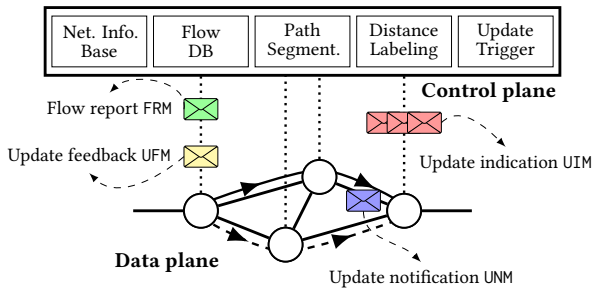 Net. Info.
Base
Flow
DB
Path
Segment.
Distance
Labeling
Update
Trigger
Control plane
Flow report FRM
Update feedback UFM
Update indication UIM
Data plane
Update notification UNM